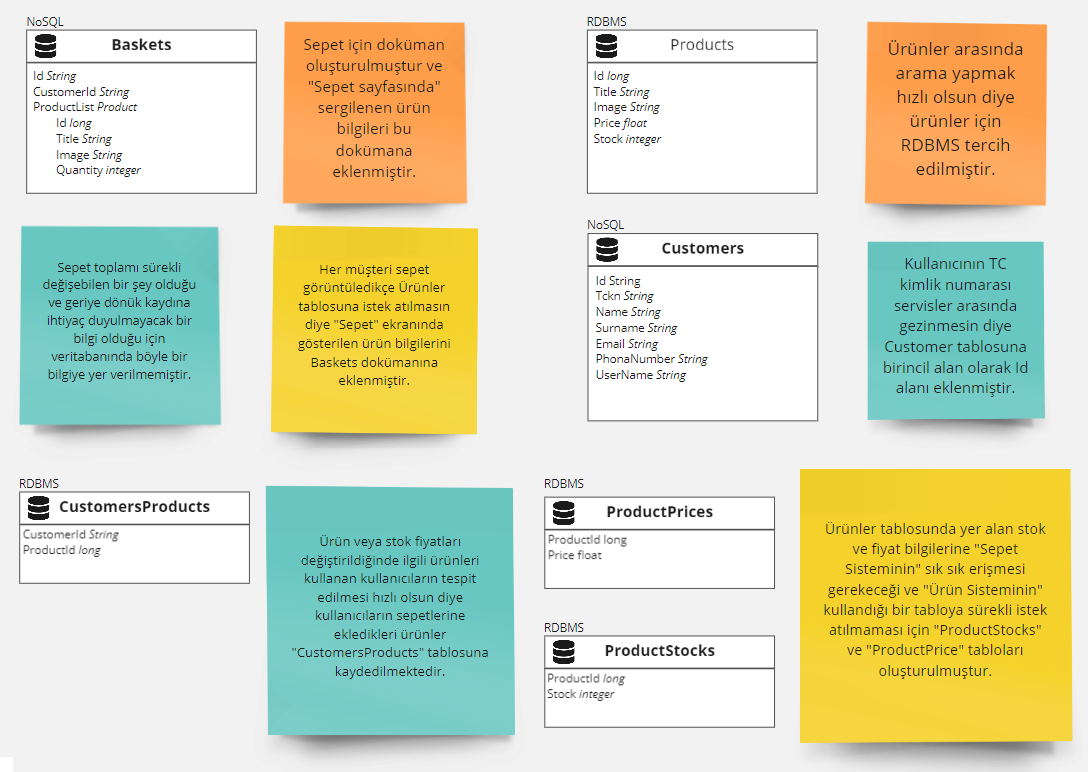 NoSQL
Baskets
Id String
CustomerId String
ProductList Product
Id long
Title String
Image String
Quantity integer
Sepet için doküman
oluşturulmuştur ve
"Sepet sayfasında"
sergilenen ürün
bilgileri bu
dokümana
eklenmiştir.
RDBMS
Products
Id long
Title String
Image String
Price float
Stock integer
Ürünler arasında
arama yapmak
hızlı olsun diye
ürünler için
RDBMS tercih
edilmiştir.
Sepet toplamı sürekli
değişebilen bir şey olduğu
ve geriye dönük kaydına
ihtiyaç duyulmayacak bir
bilgi olduğu için
veritabanında böyle bir
bilgiye yer verilmemiştir.
Her müşteri sepet
görüntüledikçe Ürünler
tablosuna istek atılmasın
diye "Sepet" ekranında
gösterilen ürün bilgilerini
Baskets dokümanına
eklenmiştir.
NoSQL
Customers
Id String
Tckn String
Name String
Surname String
Email String
PhonaNumber String
UserName String
Kullanıcının TC
kimlik numarası
servisler arasında
gezinmesin diye
Customer tablosuna
birincil alan olarak Id
alanı eklenmiştir.
RDBMS
CustomersProducts
CustomerId String
ProductId long
Ürün veya stok fiyatları
değiştirildiğinde ilgili ürünleri
kullanan kullanıcıların tespit
edilmesi hızlı olsun diye
kullanıcıların sepetlerine
ekledikleri ürünler
"CustomersProducts" tablosuna
kaydedilmektedir.
RDBMS
ProductPrices
ProductId long
Price float
RDBMS
ProductStocks
ProductId long
Stock integer
Ürünler tablosunda yer alan stok
ve fiyat bilgilerine "Sepet
Sisteminin" sık sık erişmesi
gerekeceği ve "Ürün Sisteminin"
kullandığı bir tabloya sürekli istek
atılmaması için "ProductStocks"
ve "ProductPrice" tabloları
oluşturulmuştur.